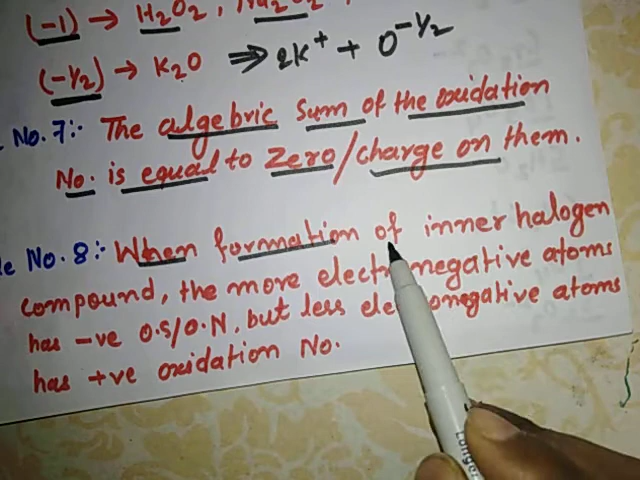 (-1) → H₂O₂, Na₂O₂
(-½) → K₂O ⇒ 2K⁺ + O⁻¹/²
No. 7:- The algebric sum of the oxidation
No. is equal to zero/charge on them.
le No. 8:- When formation of inner halogen
compound, the more electronegative atoms
has -ve O.S/O.N, but less electronegative atoms
has +ve oxidation No.